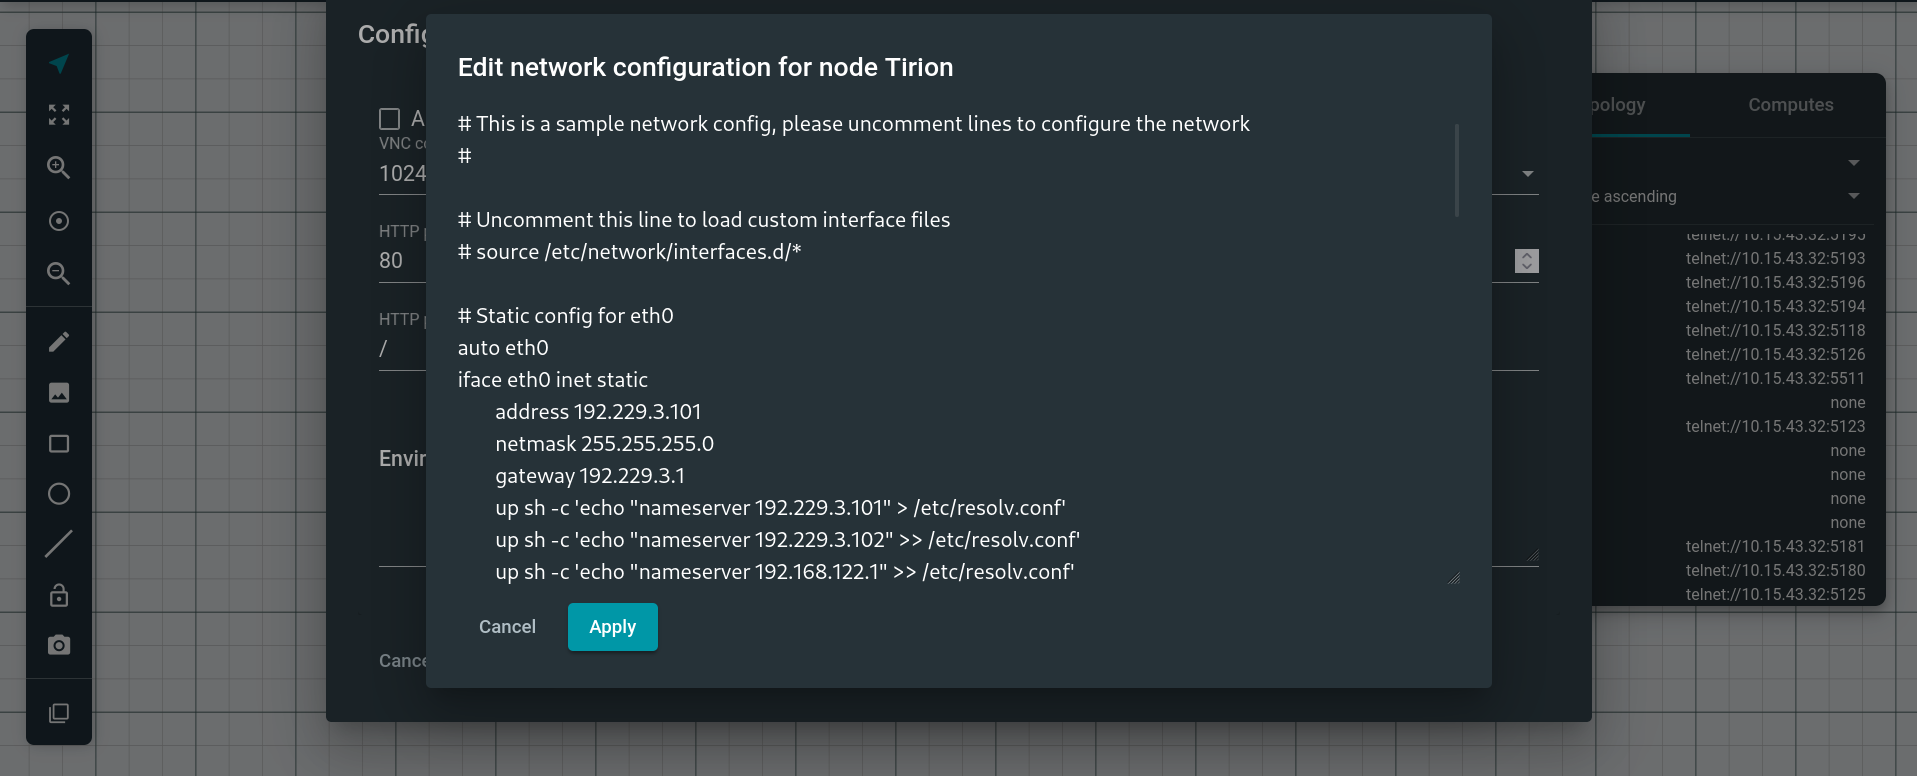 Config
Edit network configuration for node Tirion
# This is a sample network config, please uncomment lines to configure the network
#
# Uncomment this line to load custom interface files
# source /etc/network/interfaces.d/*
# Static config for eth0
auto eth0
iface eth0 inet static
address 192.229.3.101
netmask 255.255.255.0
gateway 192.229.3.1
up sh -c 'echo "nameserver 192.229.3.101" > /etc/resolv.conf'
up sh -c 'echo "nameserver 192.229.3.102" >> /etc/resolv.conf'
up sh -c 'echo "nameserver 192.168.122.1" >> /etc/resolv.conf'
Cancel Apply
A
VNC co
1024
HTTP p
80
HTTP p
/
Envir
Cance
pology Computes
e ascending
telnet://10.15.43.32:5195
telnet://10.15.43.32:5193
telnet://10.15.43.32:5196
telnet://10.15.43.32:5194
telnet://10.15.43.32:5118
telnet://10.15.43.32:5126
telnet://10.15.43.32:5511
none
telnet://10.15.43.32:5123
none
none
none
none
telnet://10.15.43.32:5181
telnet://10.15.43.32:5180
telnet://10.15.43.32:5125